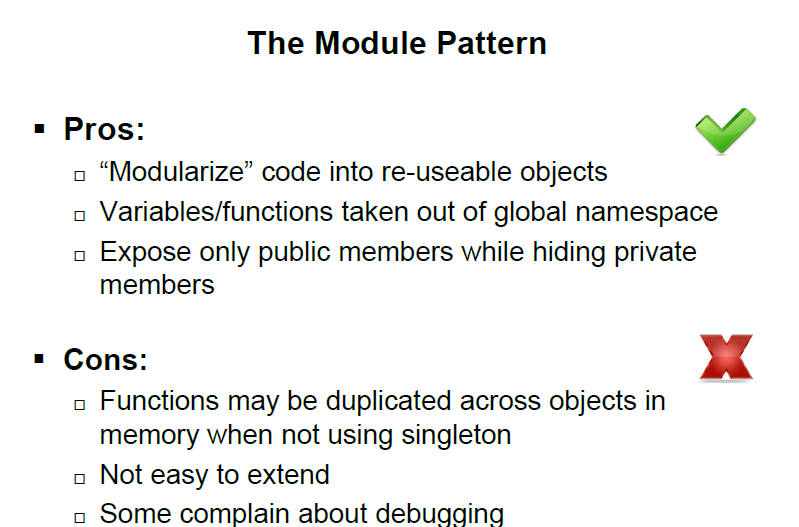 The Module Pattern
Pros:
“Modularize” code into re-useable objects
Variables/functions taken out of global namespace
Expose only public members while hiding private
members
Cons:
Functions may be duplicated across objects in
memory when not using singleton
Not easy to extend
Some complain about debugging